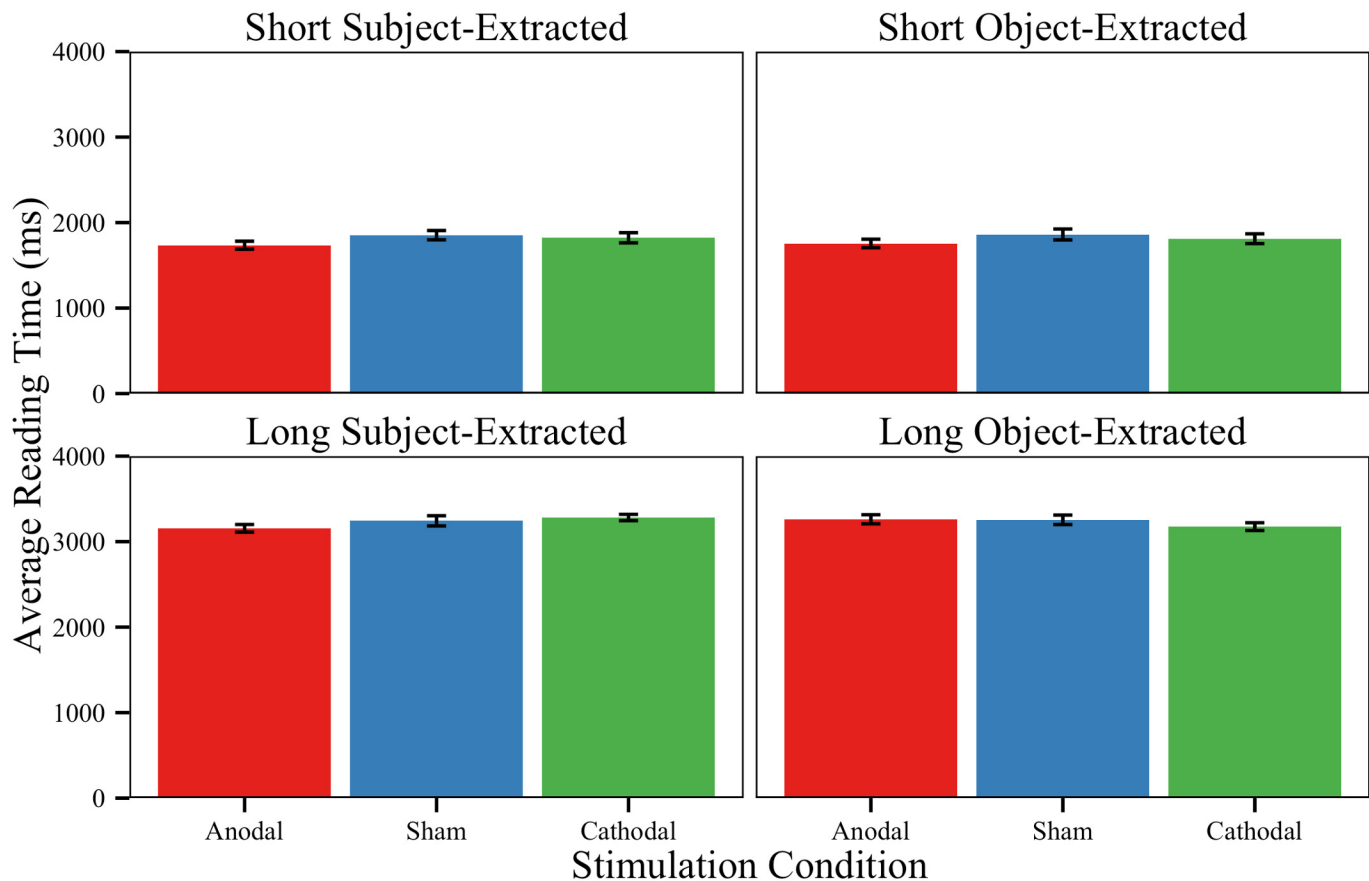 Short Subject-Extracted
Short Object-Extracted
4000
3000
2000
1000
0
Average Reading Time (ms)
Long Subject-Extracted
Long Object-Extracted
4000
3000
2000
1000
0
Anodal Sham Cathodal
Anodal Sham Cathodal
Stimulation Condition